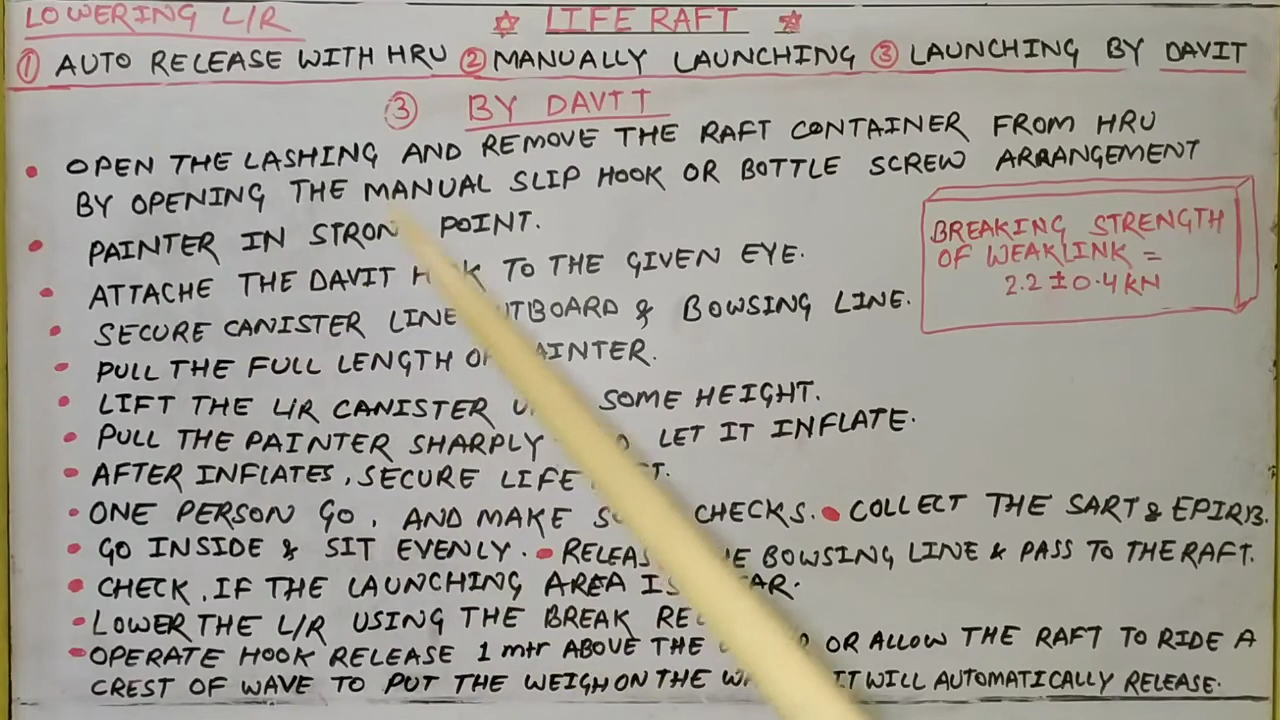 LOWERING L/R
LIFE RAFT
① AUTO RELEASE WITH HRU ② MANUALLY LAUNCHING ③ LAUNCHING BY DAVIT
③ BY DAVIT
• OPEN THE LASHING AND REMOVE THE RAFT CONTAINER FROM HRU
BY OPENING THE MANUAL SLIP HOOK OR BOTTLE SCREW ARRANGEMENT
• PAINTER IN STRON POINT.
• ATTACHE THE DAVIT TO THE GIVEN EYE.
• SECURE CANISTER LINE & BOWSING LINE.
• PULL THE FULL LENGTH PAINTER.
• LIFT THE L/R CANISTER SOME HEIGHT.
• PULL THE PAINTER SHARPLY LET IT INFLATE.
• AFTER INFLATES, SECURE LIFE
• ONE PERSON GO, AND MAKE CHECKS. • COLLECT THE SART & EPIRB.
• GO INSIDE & SIT EVENLY. • BOWSING LINE & PASS TO THE RAFT.
• CHECK, IF THE LAUNCHING AREA IS
• LOWER THE L/R USING THE BREAK
• OPERATE HOOK RELEASE 1 mtr ABOVE THE OR ALLOW THE RAFT TO RIDE A
CREST OF WAVE TO PUT THE WEIGH ON THE IT WILL AUTOMATICALLY RELEASE.
BREAKING STRENGTH
OF WEAKLINK =
2.2 ± 0.4 KN